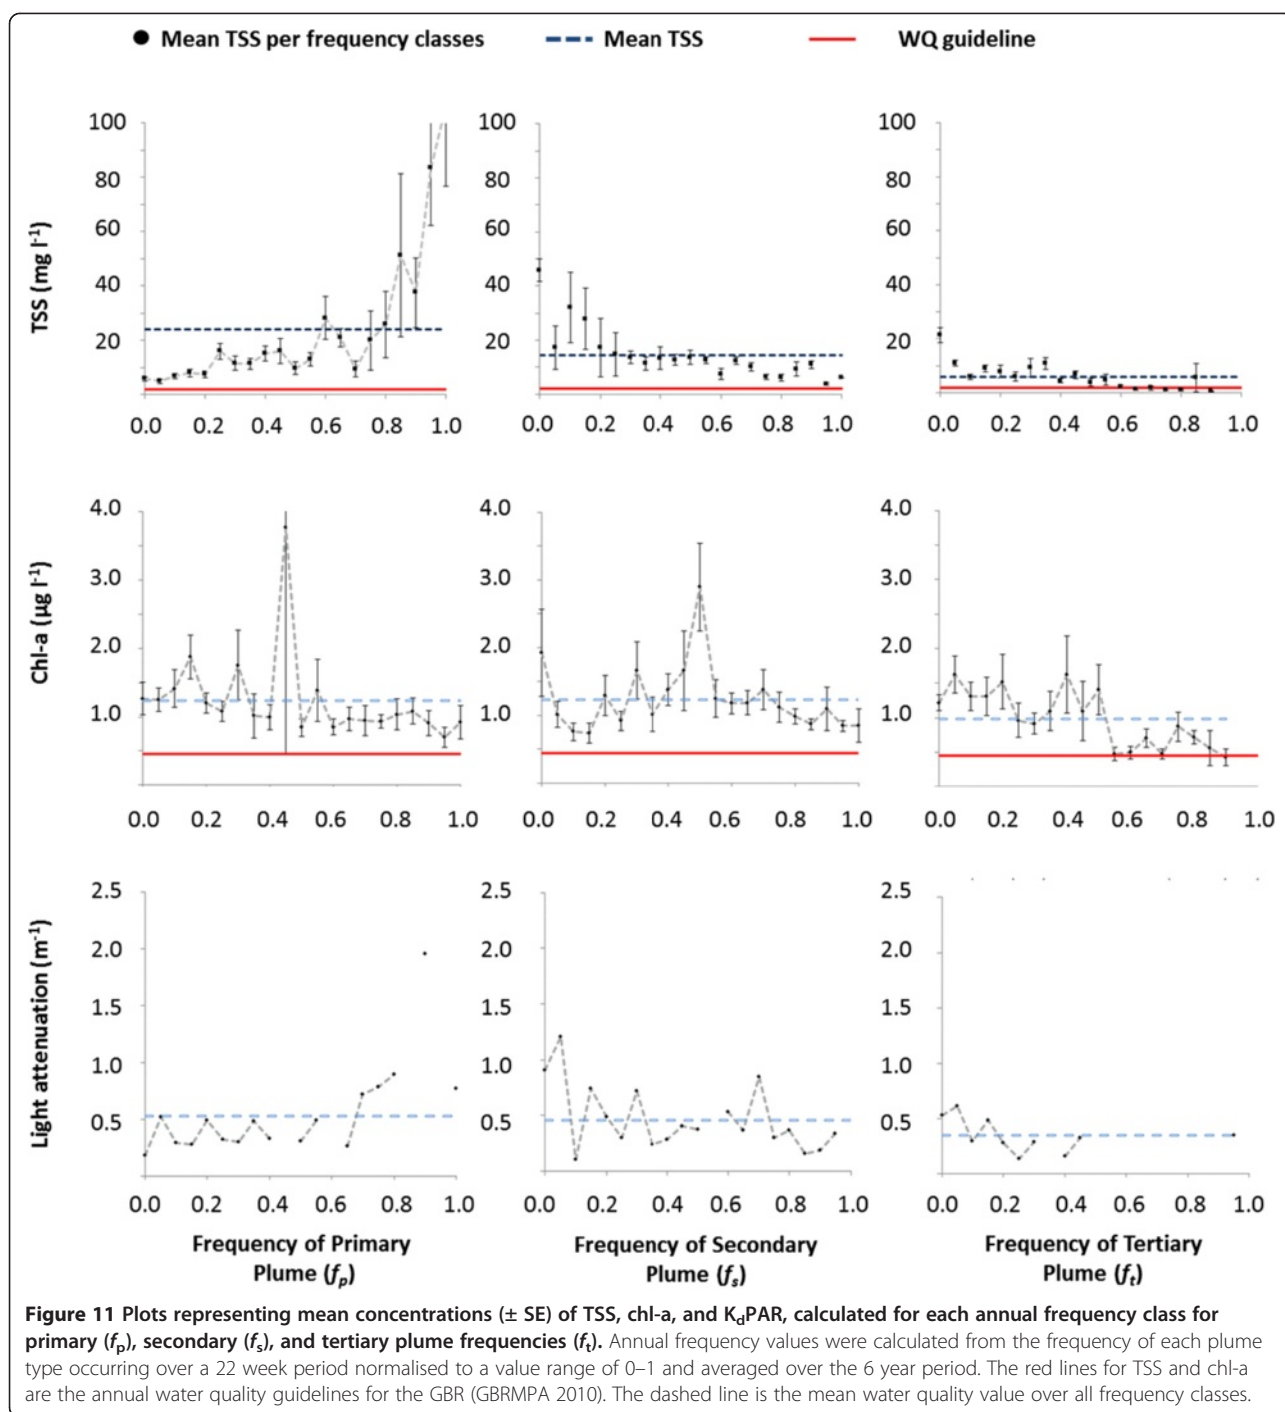 Mean TSS per frequency classes Mean TSS WQ guideline
TSS (mg l-1)
100 100 100
80 80 80
60 60 60
40 40 40
20 20 20
0.0 0.2 0.4 0.6 0.8 1.0 0.0 0.2 0.4 0.6 0.8 1.0 0.0 0.2 0.4 0.6 0.8 1.0
Chl-a (µg l-1)
4.0 4.0 4.0
3.0 3.0 3.0
2.0 2.0 2.0
1.0 1.0 1.0
0.0 0.2 0.4 0.6 0.8 1.0 0.0 0.2 0.4 0.6 0.8 1.0 0.0 0.2 0.4 0.6 0.8 1.0
Light attenuation (m-1)
2.5 2.5 2.5
2.0 2.0 2.0
1.5 1.5 1.5
1.0 1.0 1.0
0.5 0.5 0.5
0.0 0.2 0.4 0.6 0.8 1.0 0.0 0.2 0.4 0.6 0.8 1.0 0.0 0.2 0.4 0.6 0.8 1.0
Frequency of Primary Frequency of Secondary Frequency of Tertiary
Plume (fp) Plume (fs) Plume (ft)
Figure 11 Plots representing mean concentrations (± SE) of TSS, chl-a, and KdPAR, calculated for each annual frequency class for
primary (fp), secondary (fs), and tertiary plume frequencies (ft). Annual frequency values were calculated from the frequency of each plume
type occurring over a 22 week period normalised to a value range of 0–1 and averaged over the 6 year period. The red lines for TSS and chl-a
are the annual water quality guidelines for the GBR (GBRMPA 2010). The dashed line is the mean water quality value over all frequency classes.